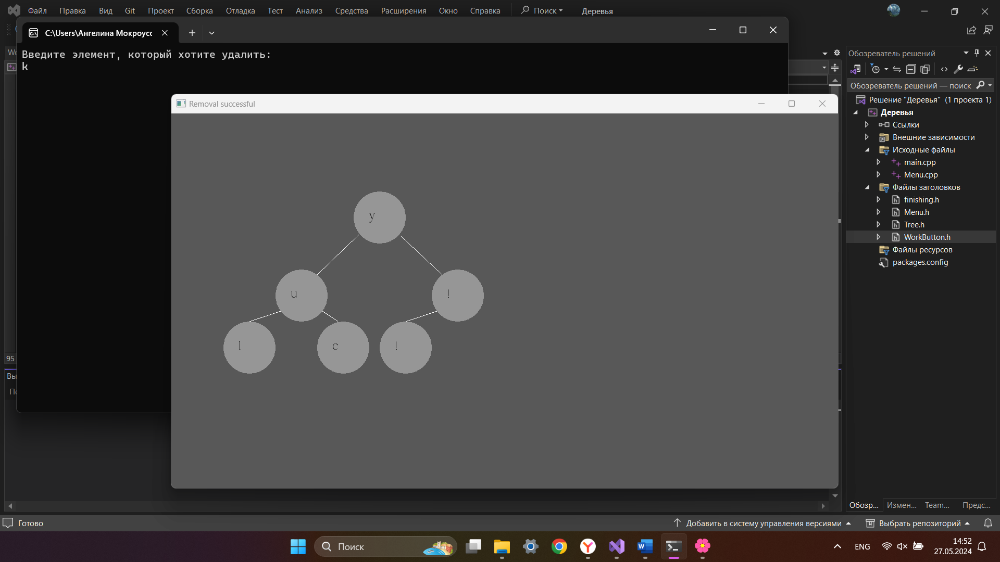 Файл Правка Вид Git Проект Сборка Отладка Тест Анализ Средства Расширения Окно Справка Поиск Деревья
C:\Users\Ангелина Мокроусс
Введите элемент, который хотите удалить:
k
Removal successful
y
u !
l c !
95
Обозреватель решений
Обозреватель решений — поиск
Решение "Деревья" (1 проекта 1)
Деревья
Ссылки
Внешние зависимости
Исходные файлы
main.cpp
Menu.cpp
Файлы заголовков
finishing.h
Menu.h
Tree.h
WorkButton.h
Файлы ресурсов
packages.config
Обозр... Измен... Team... Предс...
Готово Добавить в систему управления версиями Выбрать репозиторий
Поиск ENG 14:52
27.05.2024